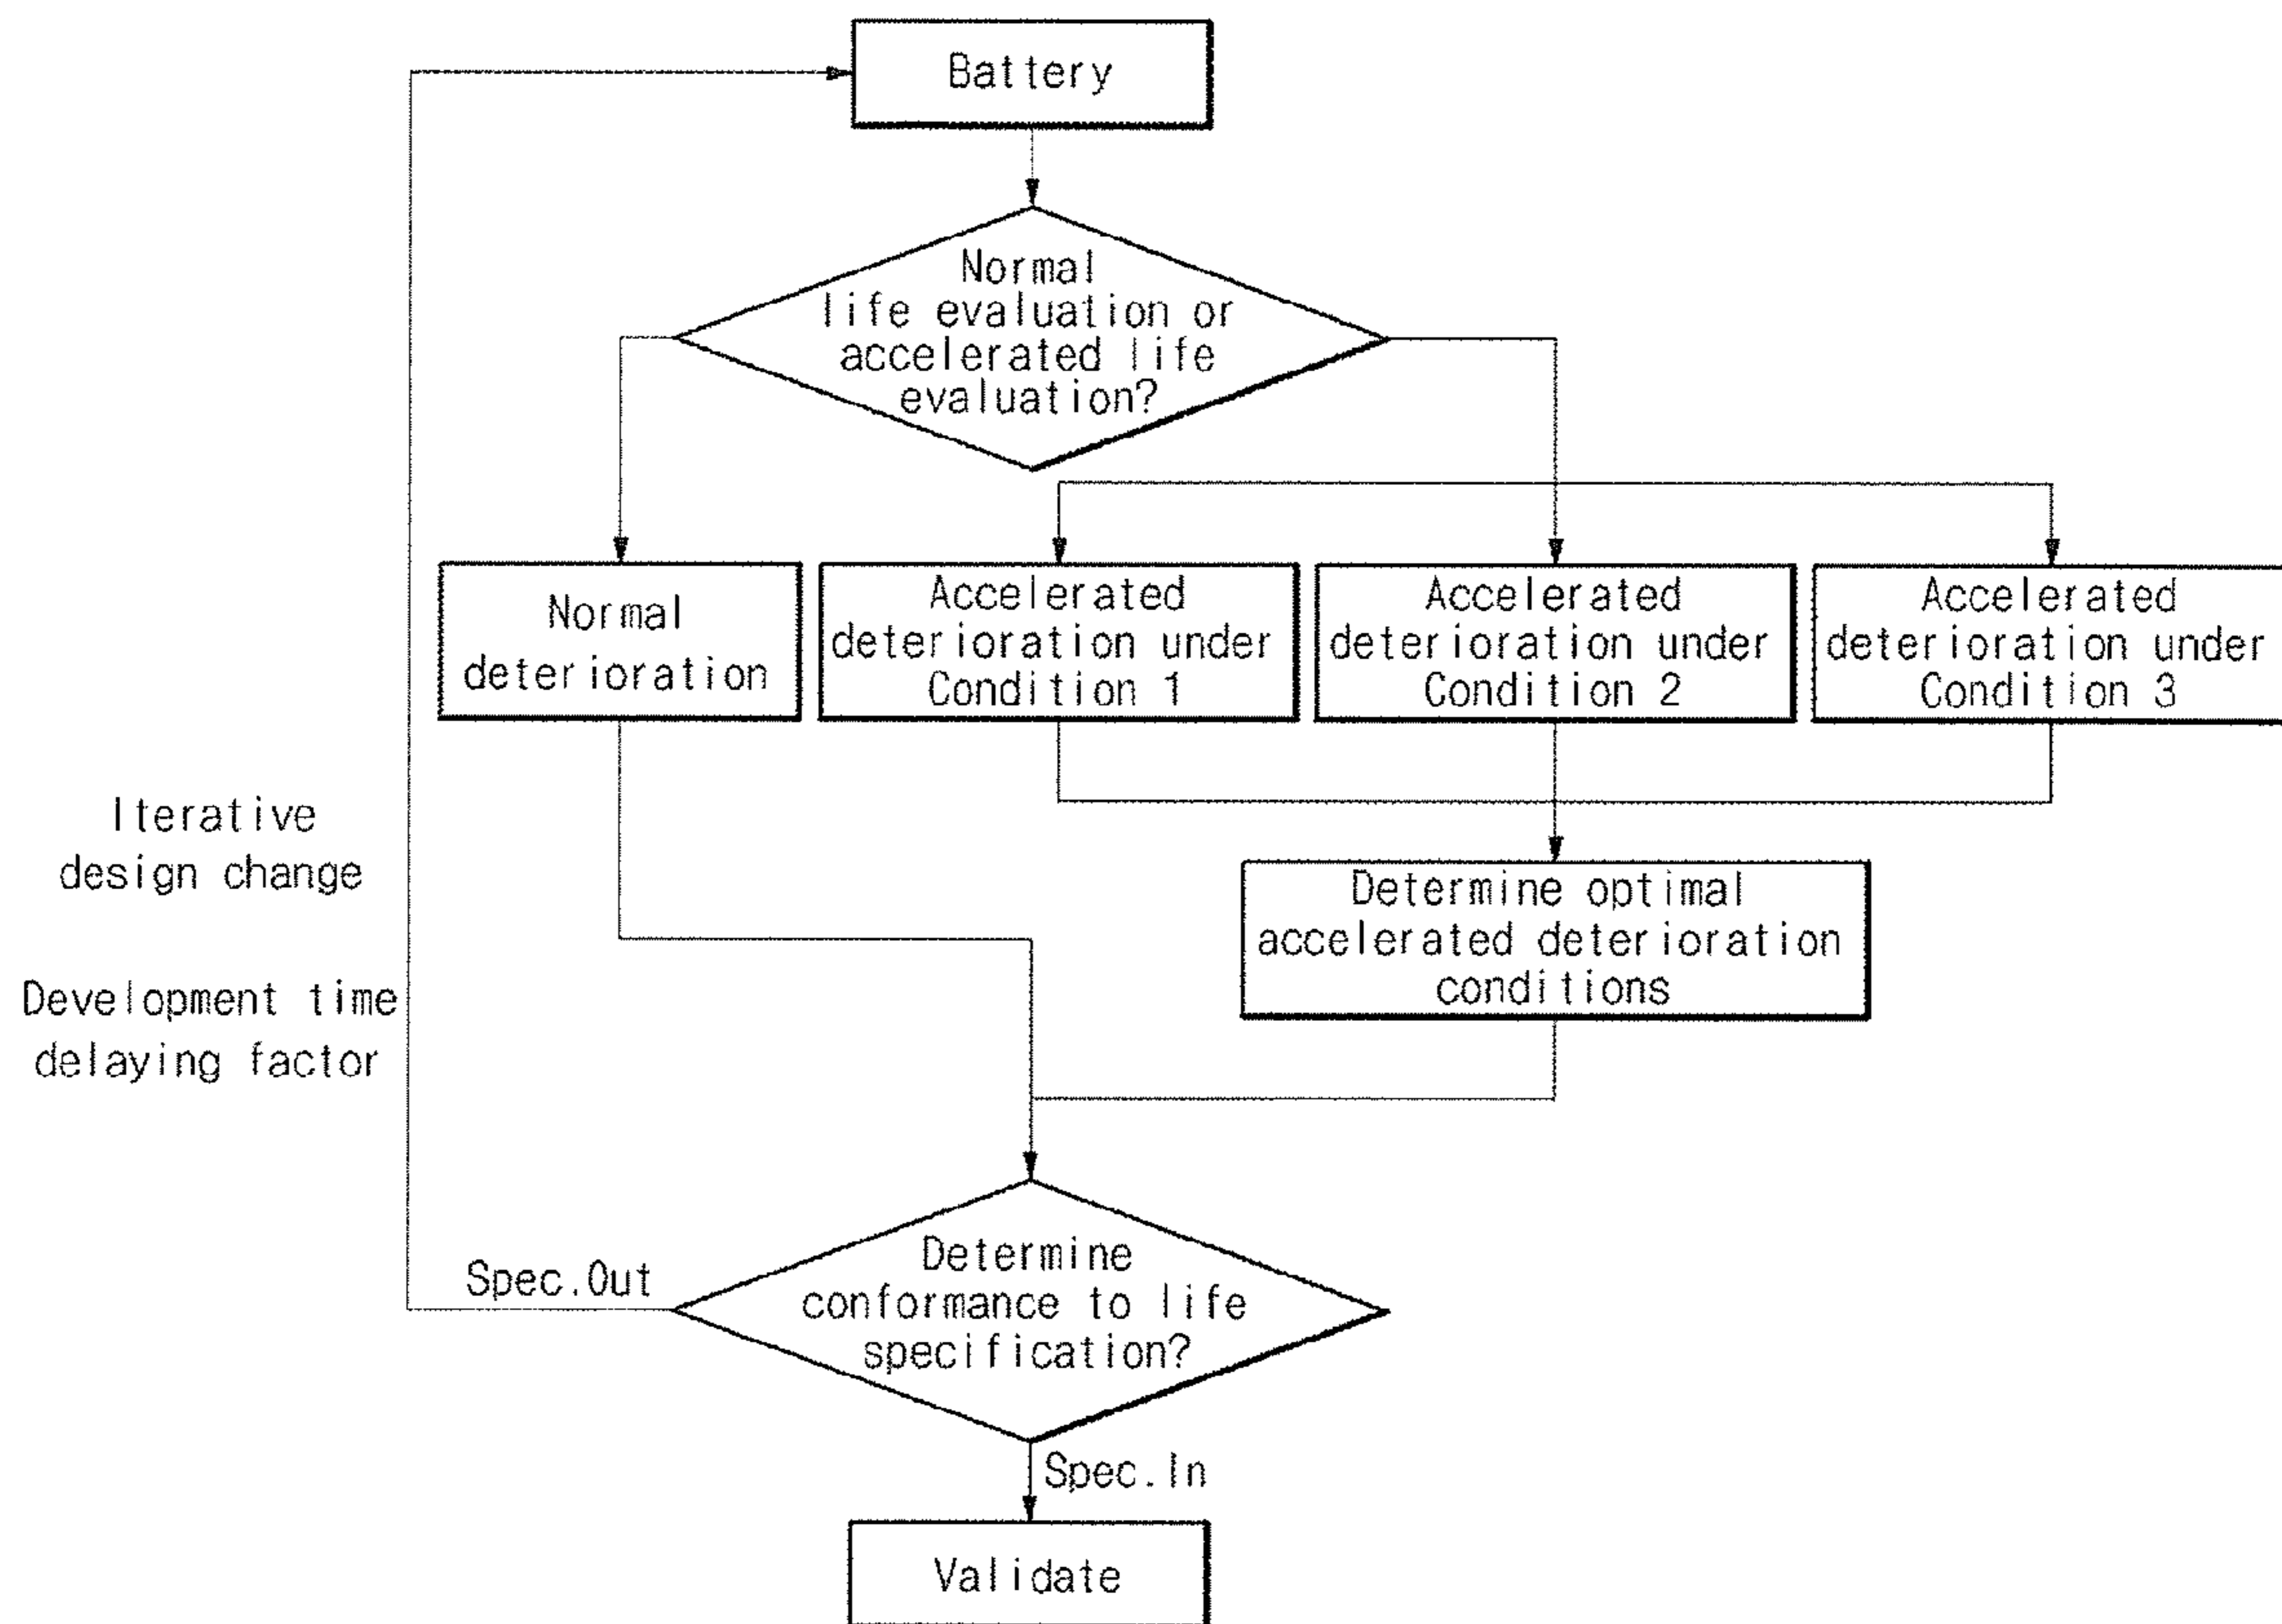 Battery
Normal
life evaluation or
accelerated life
evaluation?
Normal
deterioration
Accelerated
deterioration under
Condition 1
Accelerated
deterioration under
Condition 2
Accelerated
deterioration under
Condition 3
Iterative
design change
Development time
delaying factor
Determine optimal
accelerated deterioration
conditions
Determine
conformance to life
specification?
Spec.Out
Spec.In
Validate